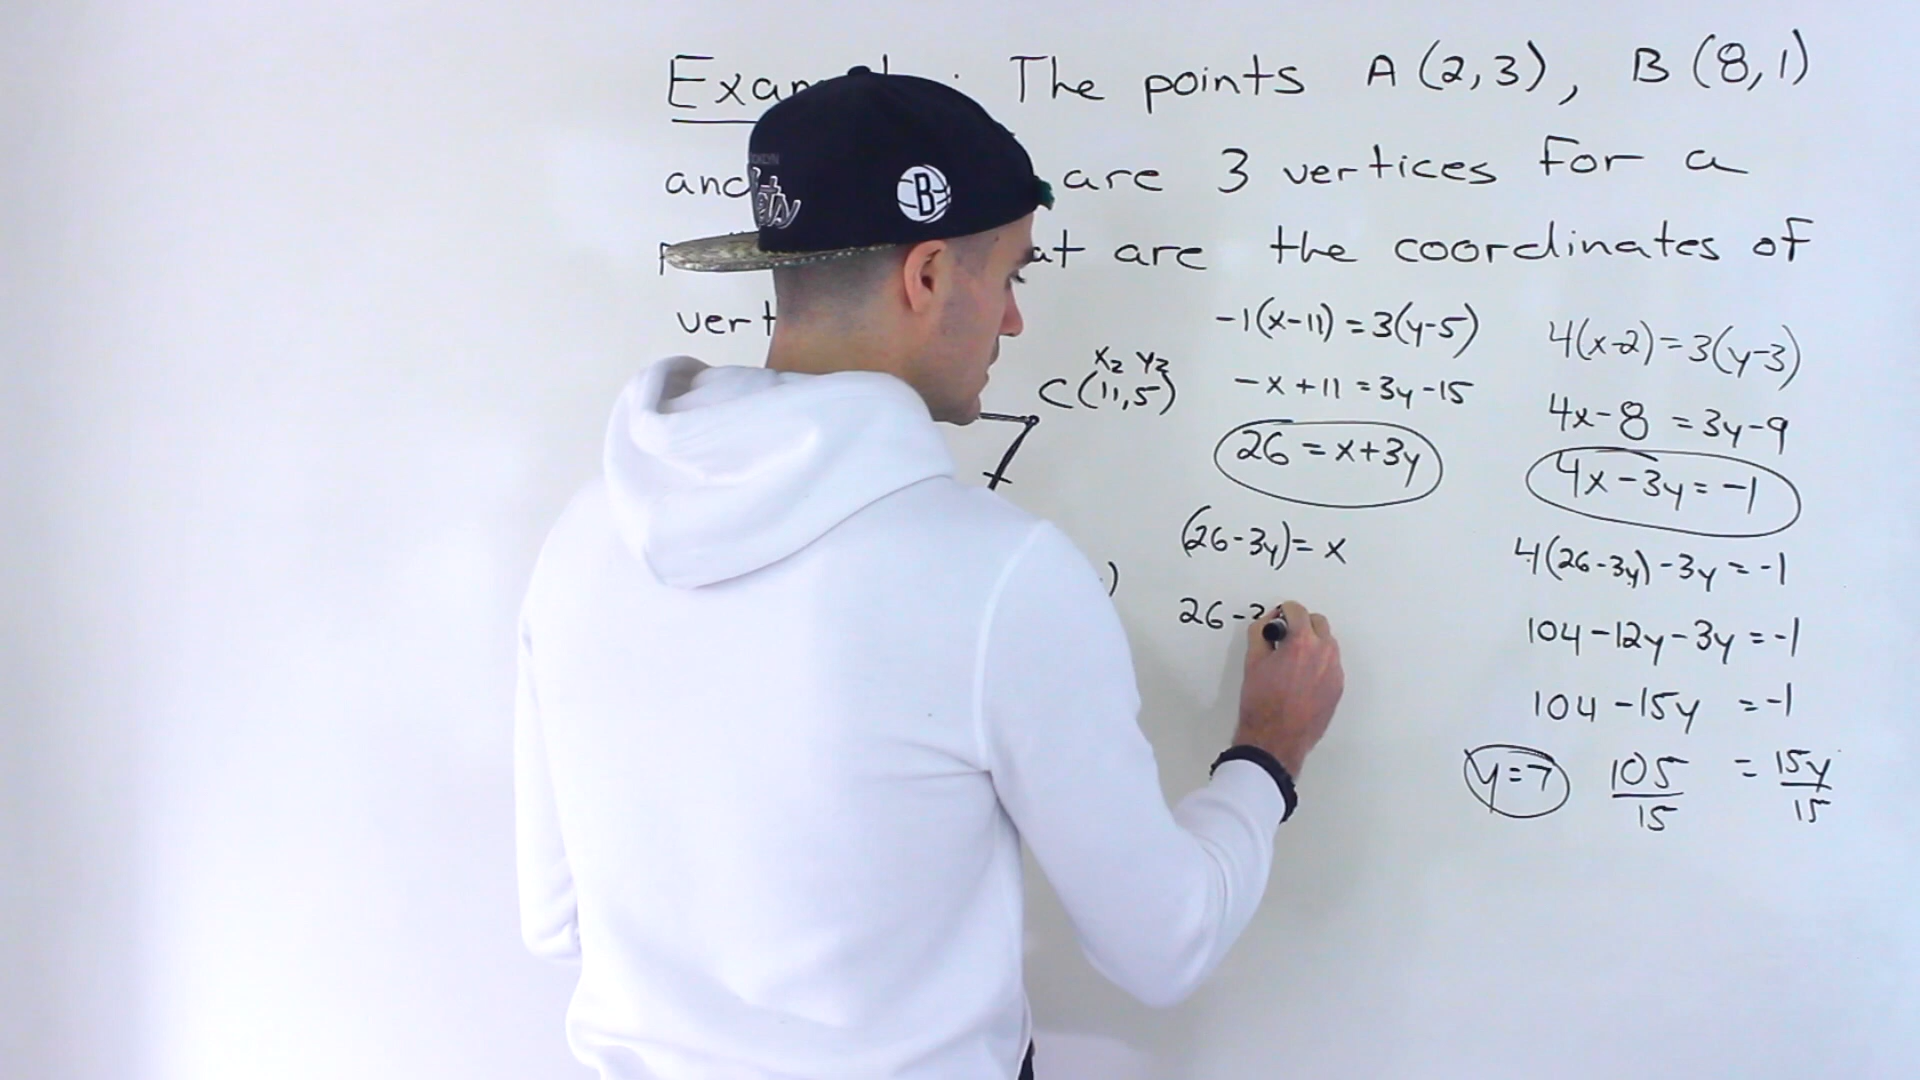 The points A(2,3), B(8,1)
and are 3 vertices for a
are the coordinates of
-1(x-11) = 3(y-5)
-x+11 = 3y-15
26 = x+3y
(26-3y) = x
26-3
x₂ y₂
C(11,5)
4(x-2) = 3(y-3)
4x-8 = 3y-9
4x-3y = -1
4(26-3y)-3y = -1
104-12y-3y = -1
104-15y = -1
y=7 105/15 = 15y/15
B